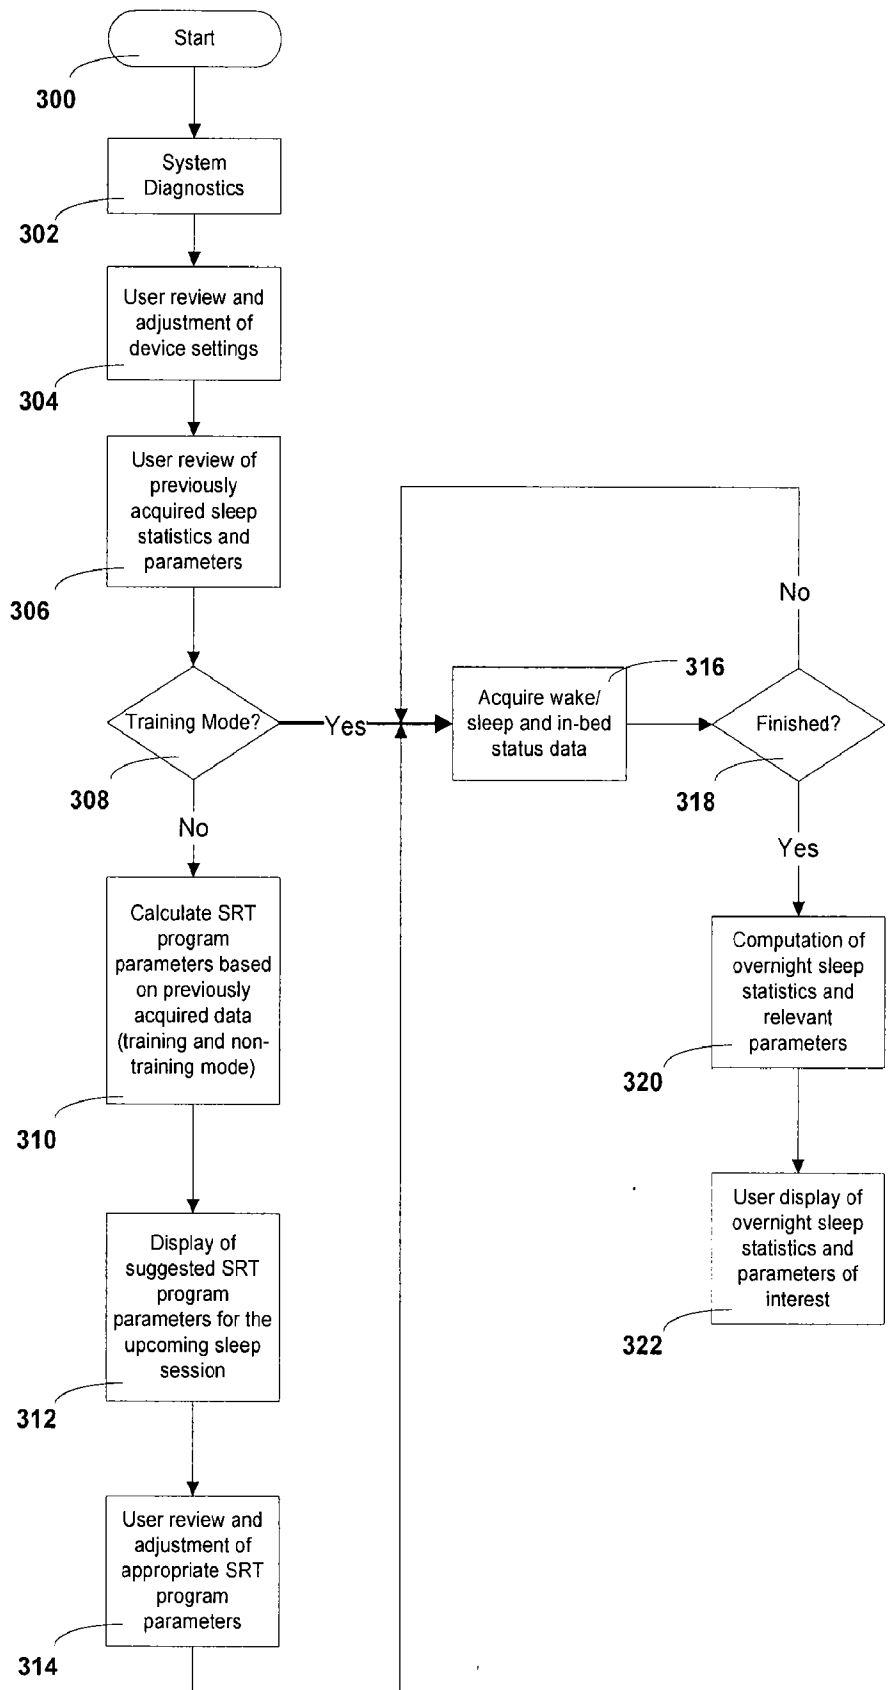 Start
300
System
Diagnostics
302
User review and
adjustment of
device settings
304
User review of
previously
acquired sleep
statistics and
parameters
306
Training Mode?
308
Yes
No
Acquire wake/
sleep and in-bed
status data
316
Finished?
318
No
Yes
Calculate SRT
program
parameters based
on previously
acquired data
(training and non-
training mode)
310
Display of
suggested SRT
program
parameters for the
upcoming sleep
session
312
User review and
adjustment of
appropriate SRT
program
parameters
314
Computation of
overnight sleep
statistics and
relevant
parameters
320
User display of
overnight sleep
statistics and
parameters of
interest
322